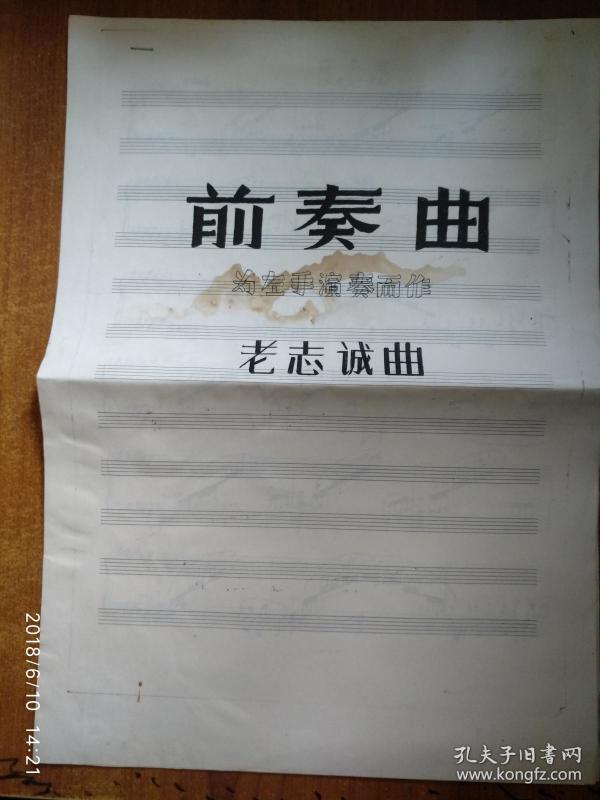 前奏曲
为左手演奏而作
老志诚曲
2018/6/10 14:21
孔夫子旧书网
www.kongfz.com